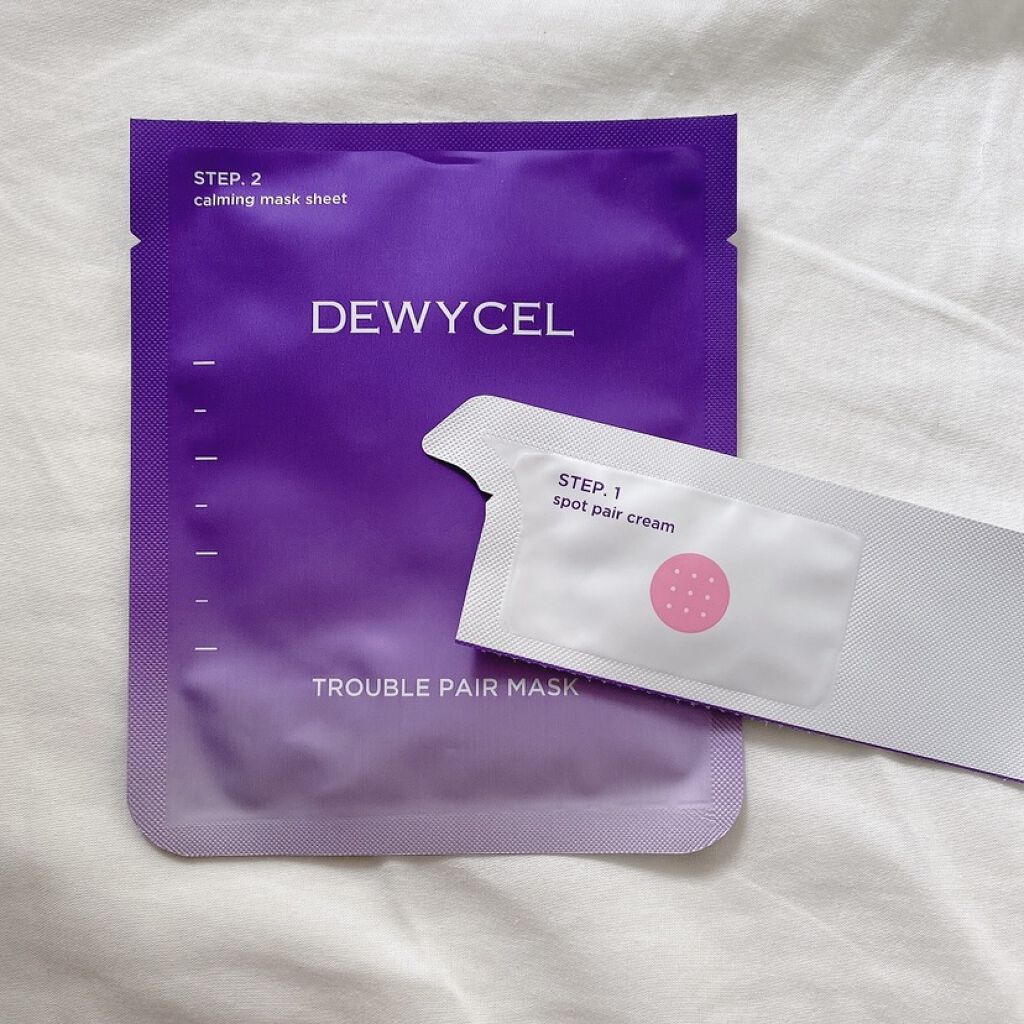 STEP. 2
calming mask sheet
DEWYCEL
STEP. 1
spot pair cream
TROUBLE PAIR MASK